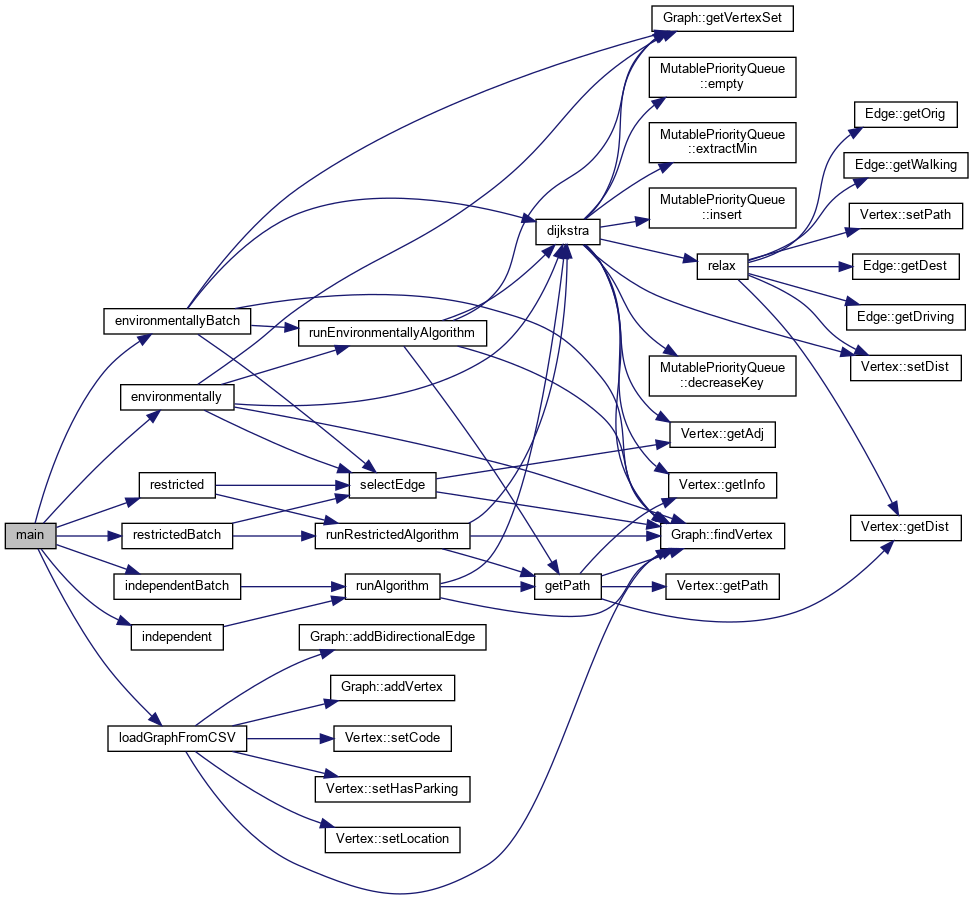 Graph::getVertexSet
MutablePriorityQueue
::empty
Edge::getOrig
MutablePriorityQueue
::extractMin
Edge::getWalking
MutablePriorityQueue
::insert
Vertex::setPath
dijkstra
relax
Edge::getDest
environmentallyBatch
runEnvironmentallyAlgorithm
Edge::getDriving
MutablePriorityQueue
::decreaseKey
Vertex::setDist
environmentally
Vertex::getAdj
restricted
selectEdge
Vertex::getInfo
main
restrictedBatch
runRestrictedAlgorithm
Graph::findVertex
Vertex::getDist
independentBatch
runAlgorithm
getPath
Vertex::getPath
independent
Graph::addBidirectionalEdge
Graph::addVertex
loadGraphFromCSV
Vertex::setCode
Vertex::setHasParking
Vertex::setLocation